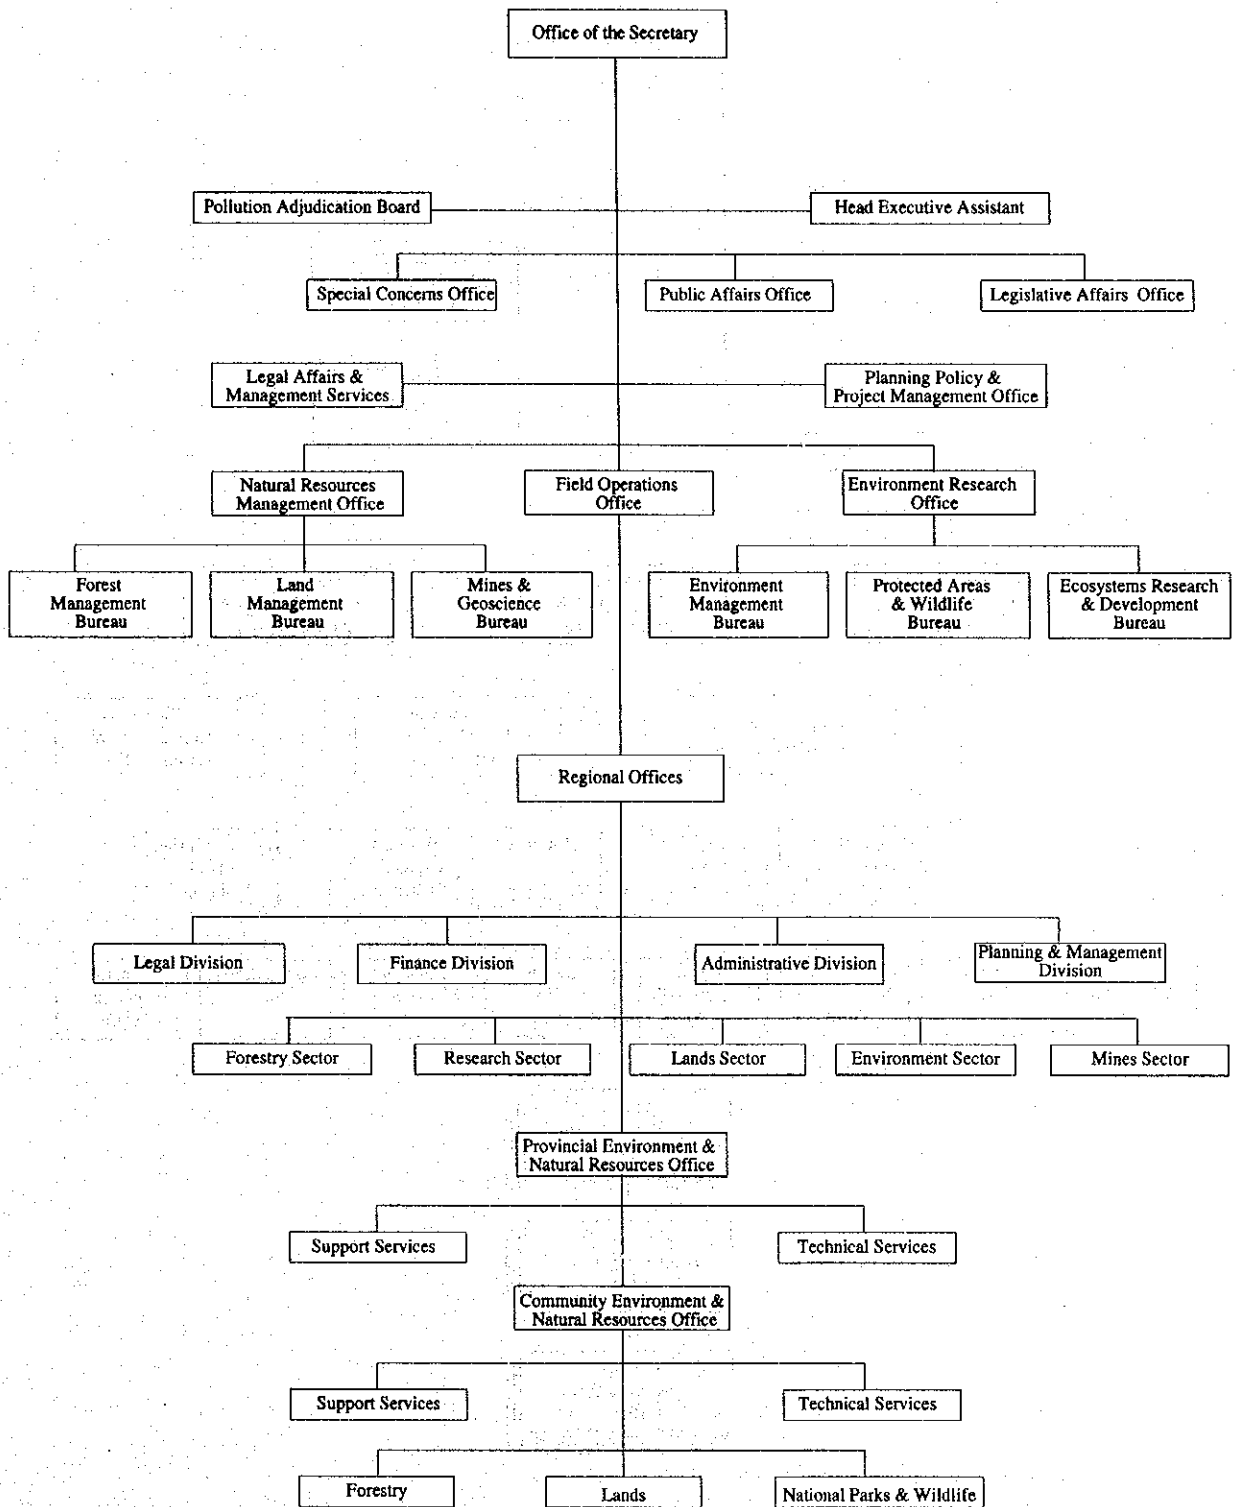 Office of the Secretary
Pollution Adjudication Board
Head Executive Assistant
Special Concerns Office
Public Affairs Office
Legislative Affairs Office
Legal Affairs &
Management Services
Planning Policy &
Project Management Office
Natural Resources
Management Office
Field Operations
Office
Environment Research
Office
Forest
Management
Bureau
Land
Management
Bureau
Mines &
Geoscience
Bureau
Environment
Management
Bureau
Protected Areas
& Wildlife
Bureau
Ecosystems Research
& Development
Bureau
Regional Offices
Legal Division
Finance Division
Administrative Division
Planning & Management
Division
Forestry Sector
Research Sector
Lands Sector
Environment Sector
Mines Sector
Provincial Environment &
Natural Resources Office
Support Services
Technical Services
Community Environment &
Natural Resources Office
Support Services
Technical Services
Forestry
Lands
National Parks & Wildlife